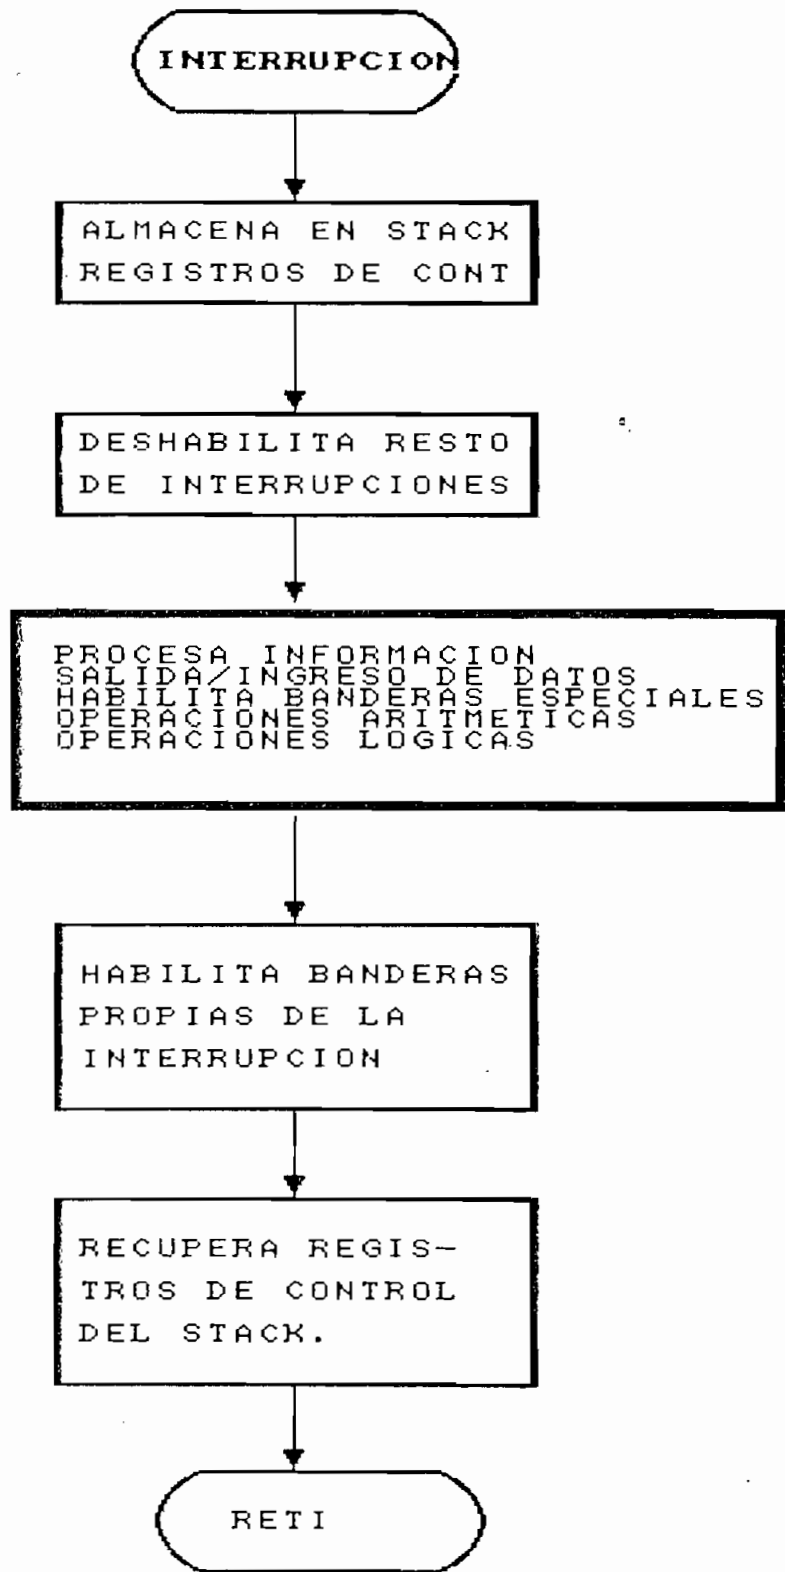 INTERRUPCION
ALMACENA EN STACK
REGISTROS DE CONT
DESHABILITA RESTO
DE INTERRUPCIONES
PROCESA INFORMACION
SALIDA/INGRESO DE DATOS
HABILITA BANDERAS ESPECIALES
OPERACIONES ARITMETICAS
OPERACIONES LOGICAS
HABILITA BANDERAS
PROPIAS DE LA
INTERRUPCION
RECUPERA REGIS-
TROS DE CONTROL
DEL STACK.
RETI